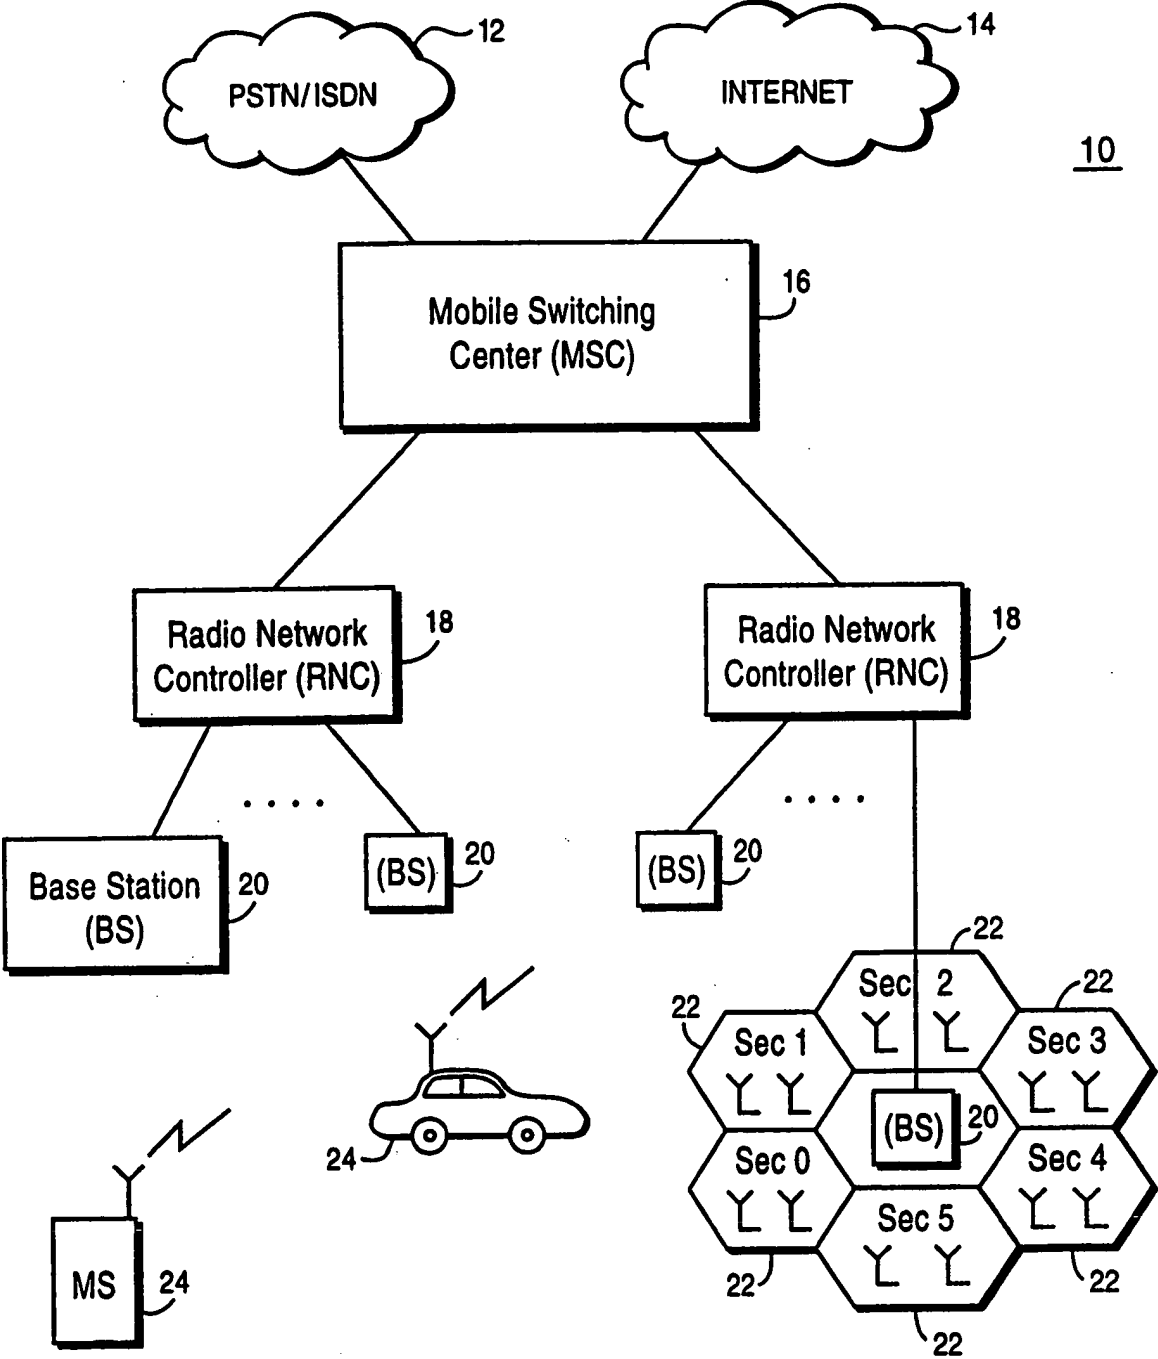 12
14
PSTN/ISDN
INTERNET
10
16
Mobile Switching
Center (MSC)
18
Radio Network
Controller (RNC)
18
Radio Network
Controller (RNC)
Base Station
(BS)
20
(BS)
20
(BS)
20
22
Sec 2
22
22
Sec 1
Sec 3
(BS)
20
Sec 0
Sec 4
Sec 5
22
22
22
24
MS
24